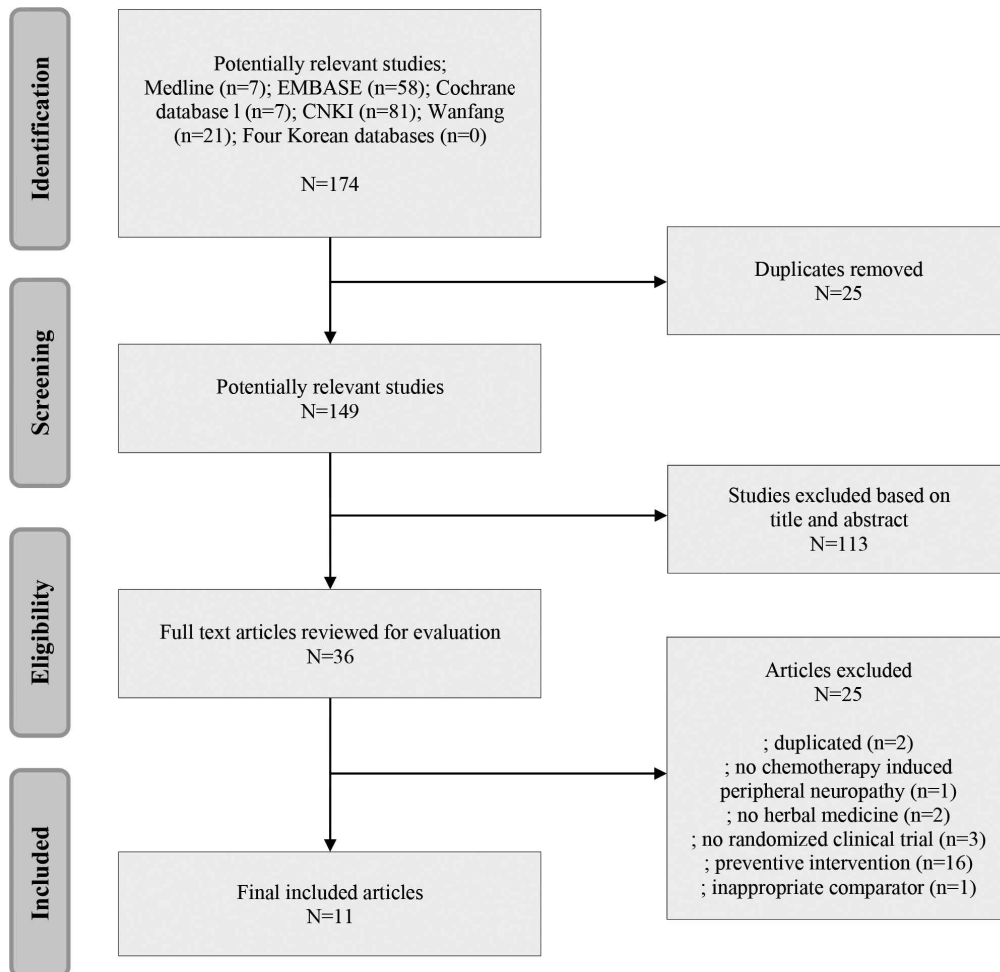 Identification
Potentially relevant studies;
Medline (n=7); EMBASE (n=58); Cochrane
database l (n=7); CNKI (n=81); Wanfang
(n=21); Four Korean databases (n=0)
N=174
Duplicates removed
N=25
Screening
Potentially relevant studies
N=149
Studies excluded based on
title and abstract
N=113
Eligibility
Full text articles reviewed for evaluation
N=36
Articles excluded
N=25
; duplicated (n=2)
; no chemotherapy induced
peripheral neuropathy (n=1)
; no herbal medicine (n=2)
; no randomized clinical trial (n=3)
; preventive intervention (n=16)
; inappropriate comparator (n=1)
Included
Final included articles
N=11